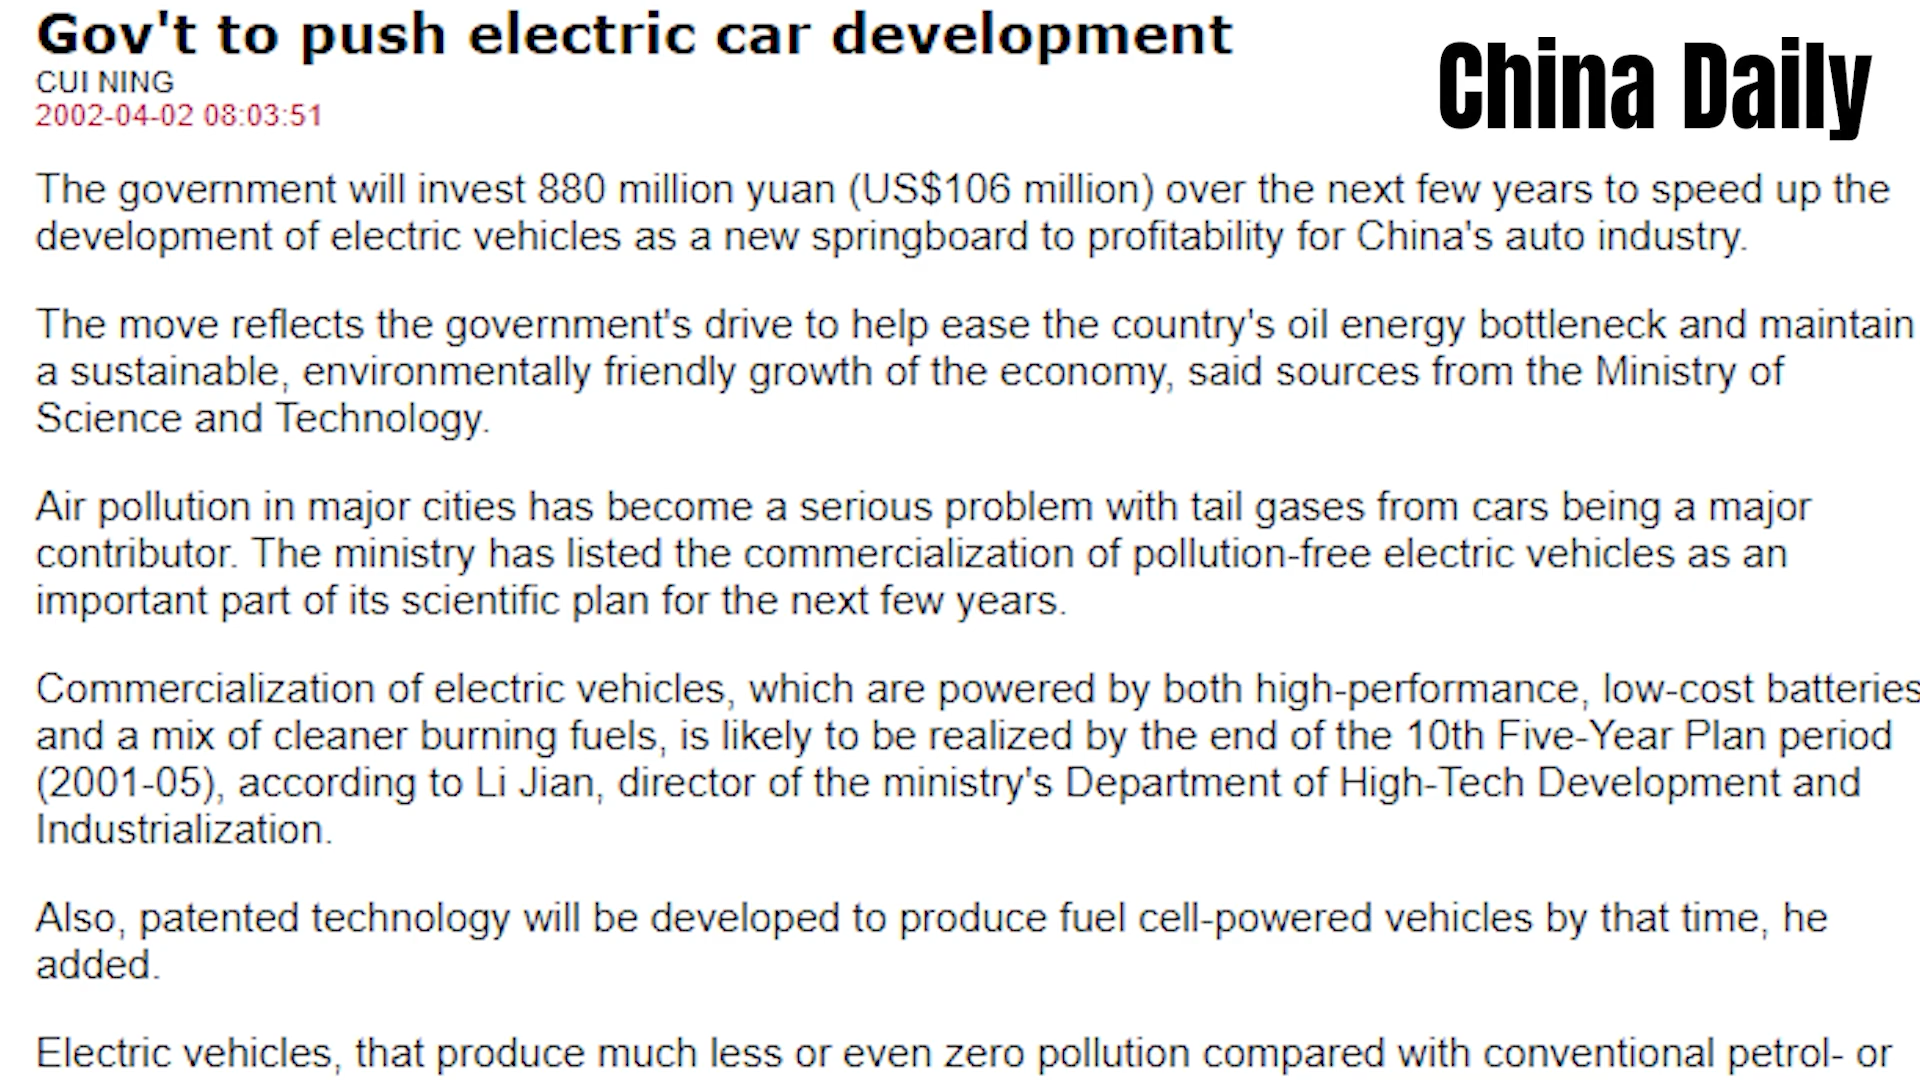 Gov't to push electric car development
CUI NING
2002-04-02 08:03:51
China Daily
The government will invest 880 million yuan (US$106 million) over the next few years to speed up the
development of electric vehicles as a new springboard to profitability for China's auto industry.
The move reflects the government's drive to help ease the country's oil energy bottleneck and maintain
a sustainable, environmentally friendly growth of the economy, said sources from the Ministry of
Science and Technology.
Air pollution in major cities has become a serious problem with tail gases from cars being a major
contributor. The ministry has listed the commercialization of pollution-free electric vehicles as an
important part of its scientific plan for the next few years.
Commercialization of electric vehicles, which are powered by both high-performance, low-cost batteries
and a mix of cleaner burning fuels, is likely to be realized by the end of the 10th Five-Year Plan period
(2001-05), according to Li Jian, director of the ministry's Department of High-Tech Development and
Industrialization.
Also, patented technology will be developed to produce fuel cell-powered vehicles by that time, he
added.
Electric vehicles, that produce much less or even zero pollution compared with conventional petrol- or